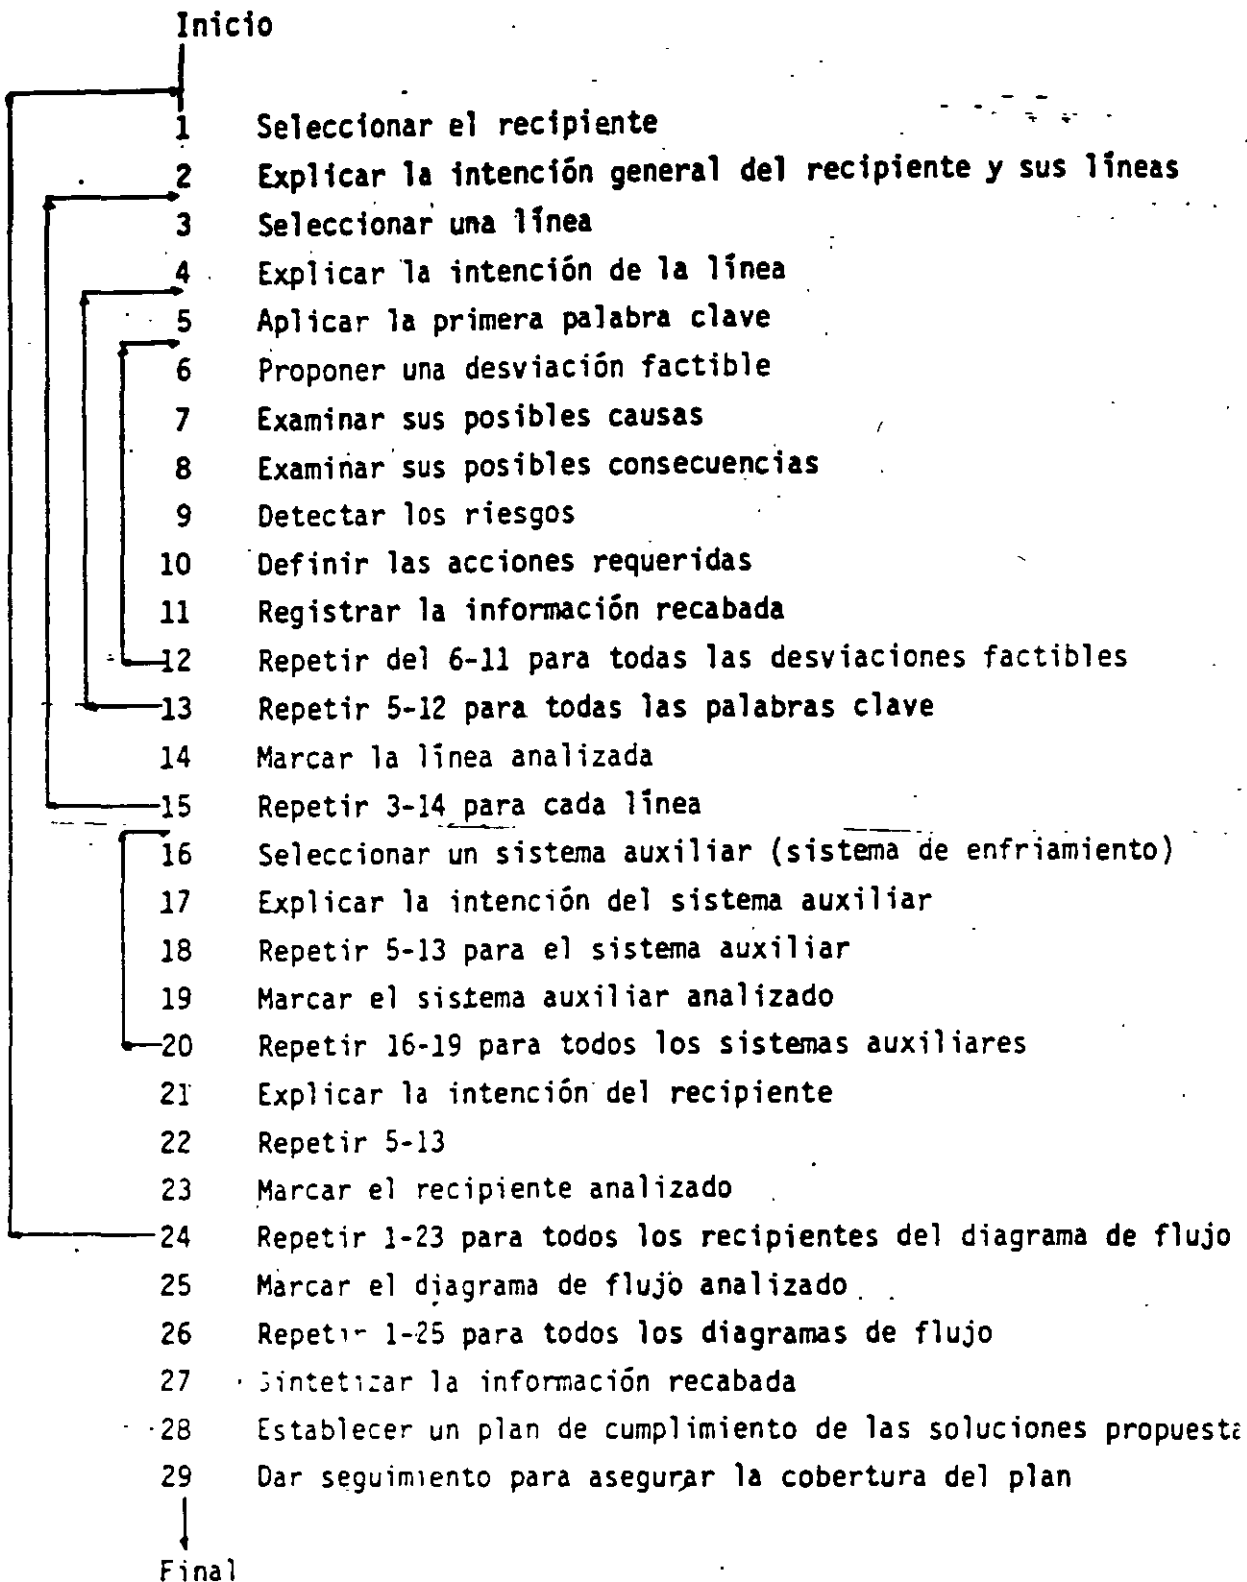 Inicio
1 Seleccionar el recipiente
2 Explicar la intención general del recipiente y sus líneas
3 Seleccionar una línea
4 Explicar la intención de la línea
5 Aplicar la primera palabra clave
6 Proponer una desviación factible
7 Examinar sus posibles causas
8 Examinar sus posibles consecuencias
9 Detectar los riesgos
10 Definir las acciones requeridas
11 Registrar la información recabada
12 Repetir del 6-11 para todas las desviaciones factibles
13 Repetir 5-12 para todas las palabras clave
14 Marcar la línea analizada
15 Repetir 3-14 para cada línea
16 Seleccionar un sistema auxiliar (sistema de enfriamiento)
17 Explicar la intención del sistema auxiliar
18 Repetir 5-13 para el sistema auxiliar
19 Marcar el sistema auxiliar analizado
20 Repetir 16-19 para todos los sistemas auxiliares
21 Explicar la intención del recipiente
22 Repetir 5-13
23 Marcar el recipiente analizado
24 Repetir 1-23 para todos los recipientes del diagrama de flujo
25 Marcar el diagrama de flujo analizado
26 Repetir 1-25 para todos los diagramas de flujo
27 Sintetizar la información recabada
28 Establecer un plan de cumplimiento de las soluciones propuesta
29 Dar seguimiento para asegurar la cobertura del plan
Final